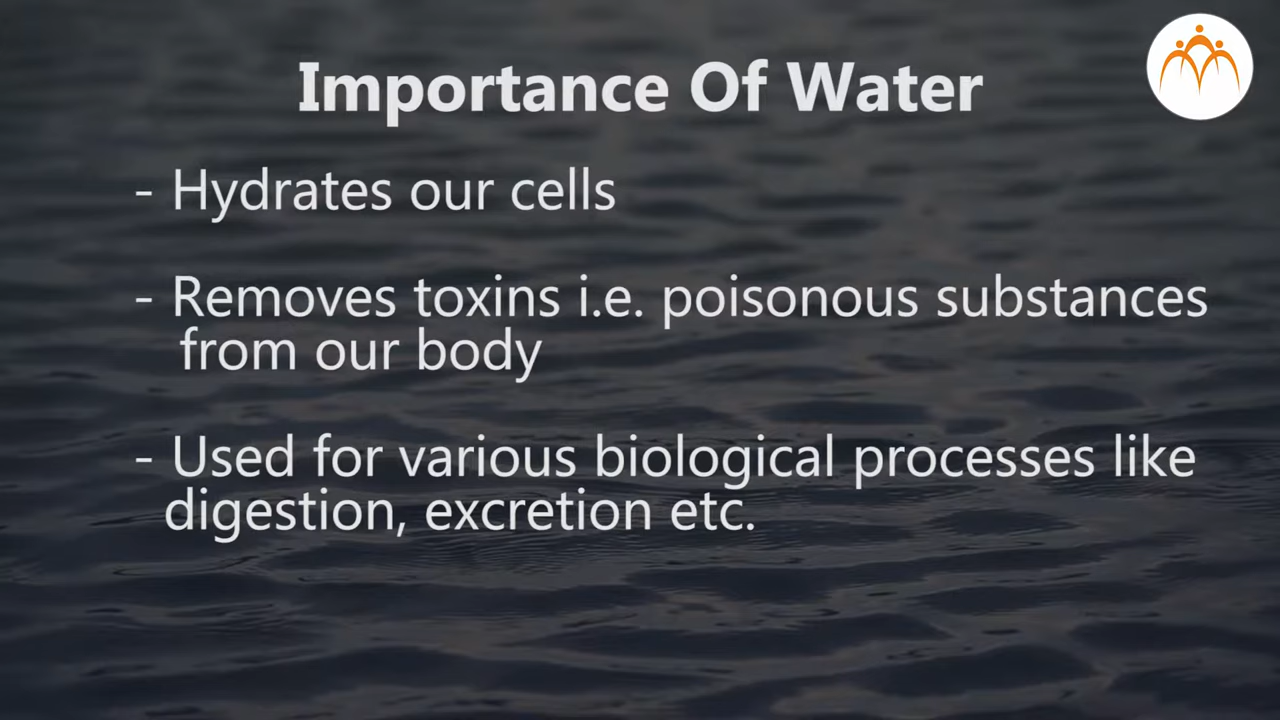 Importance Of Water
- Hydrates our cells
- Removes toxins i.e. poisonous substances
from our body
- Used for various biological processes like
digestion, excretion etc.